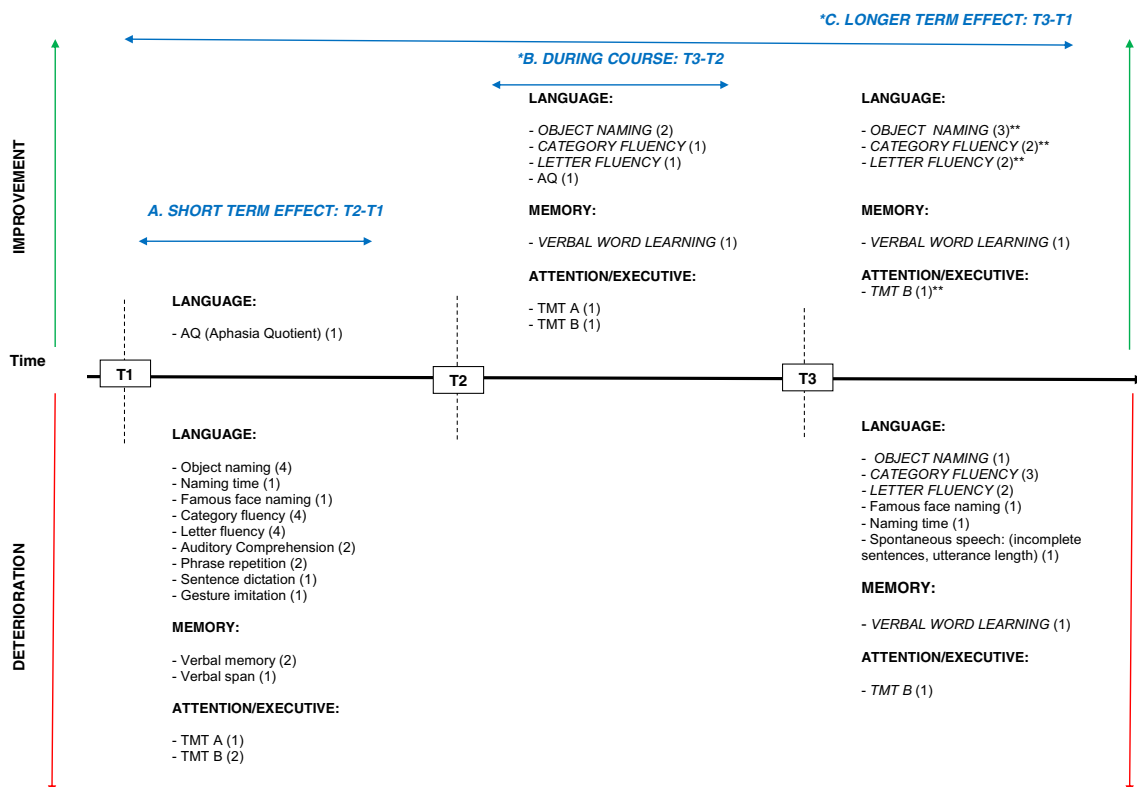 *C. LONGER TERM EFFECT: T3-T1
*B. DURING COURSE: T3-T2
A. SHORT TERM EFFECT: T2-T1
IMPROVEMENT
LANGUAGE:
- AQ (Aphasia Quotient) (1)
LANGUAGE:
- OBJECT NAMING (2)
- CATEGORY FLUENCY (1)
- LETTER FLUENCY (1)
- AQ (1)
MEMORY:
- VERBAL WORD LEARNING (1)
ATTENTION/EXECUTIVE:
- TMT A (1)
- TMT B (1)
LANGUAGE:
- OBJECT NAMING (3)**
- CATEGORY FLUENCY (2)**
- LETTER FLUENCY (2)**
MEMORY:
- VERBAL WORD LEARNING (1)
ATTENTION/EXECUTIVE:
- TMT B (1)**
Time
T1
T2
T3
DETERIORATION
LANGUAGE:
- Object naming (4)
- Naming time (1)
- Famous face naming (1)
- Category fluency (4)
- Letter fluency (4)
- Auditory Comprehension (2)
- Phrase repetition (2)
- Sentence dictation (1)
- Gesture imitation (1)
MEMORY:
- Verbal memory (2)
- Verbal span (1)
ATTENTION/EXECUTIVE:
- TMT A (1)
- TMT B (2)
LANGUAGE:
- OBJECT NAMING (1)
- CATEGORY FLUENCY (3)
- LETTER FLUENCY (2)
- Famous face naming (1)
- Naming time (1)
- Spontaneous speech: (incomplete
sentences, utterance length) (1)
MEMORY:
- VERBAL WORD LEARNING (1)
ATTENTION/EXECUTIVE:
- TMT B (1)